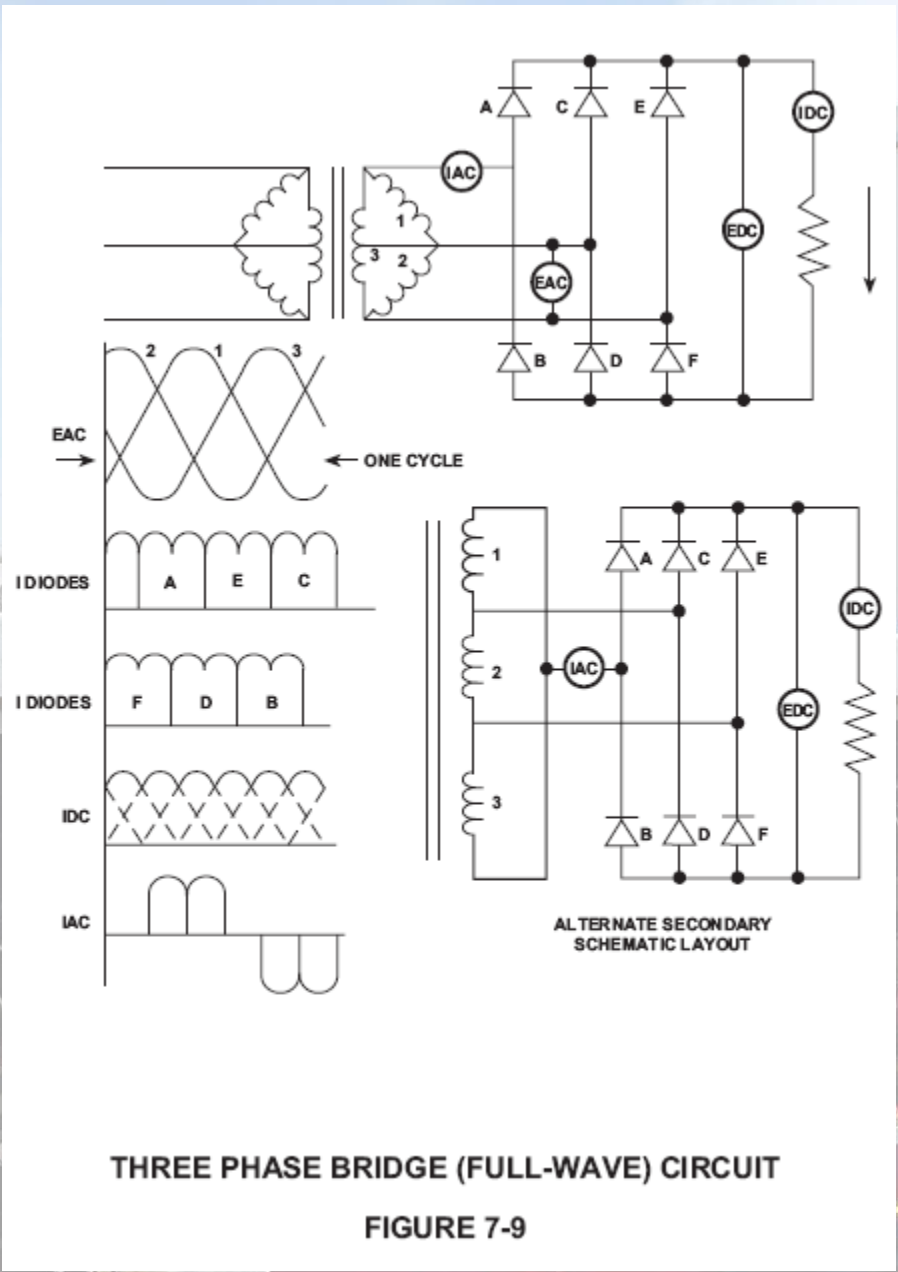 A C E IDC
IAC
1
3 2
EDC
EAC
B D F
2 1 3
EAC
ONE CYCLE
I DIODES A E C
1 A C E
IDC
2 IAC
I DIODES F D B
EDC
3
IDC
B D F
IAC
ALTERNATE SECONDARY
SCHEMATIC LAYOUT
THREE PHASE BRIDGE (FULL-WAVE) CIRCUIT
FIGURE 7-9